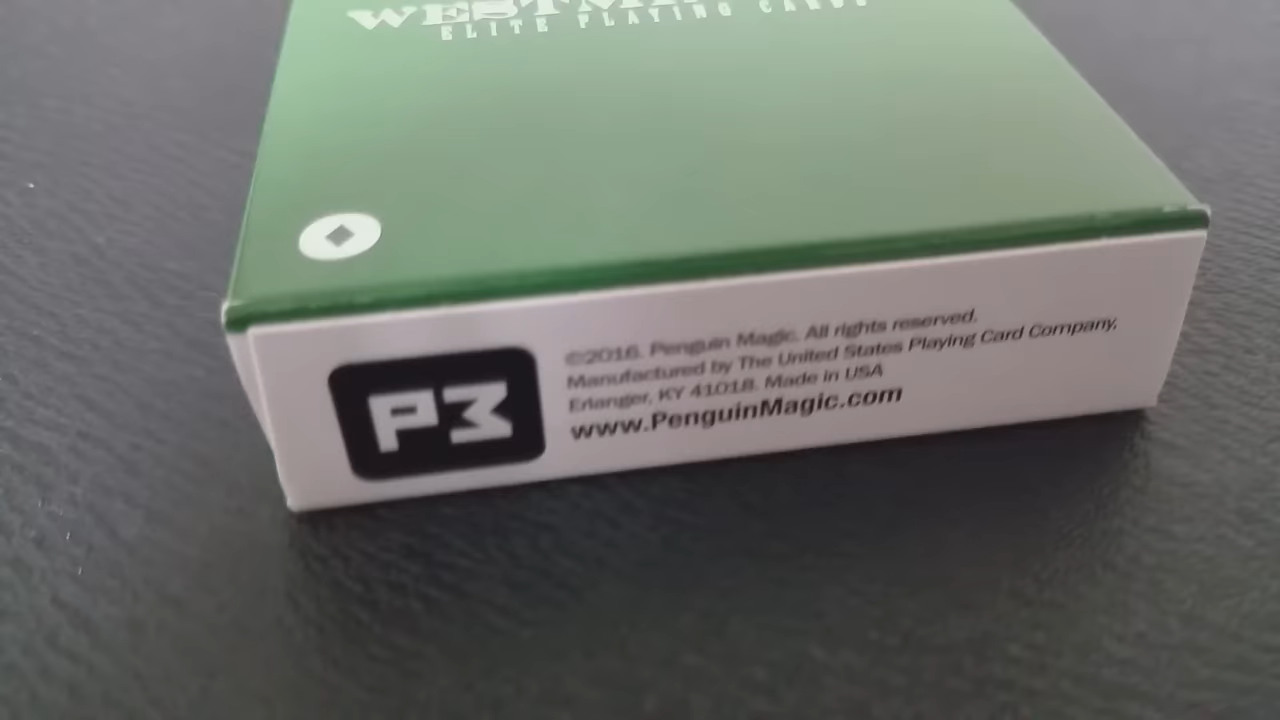 ELITE PLAYING CARDS
P3
©2016. Penguin Magic. All rights reserved.
Manufactured by The United States Playing Card Company,
Erlanger, KY 41018. Made in USA
www.PenguinMagic.com